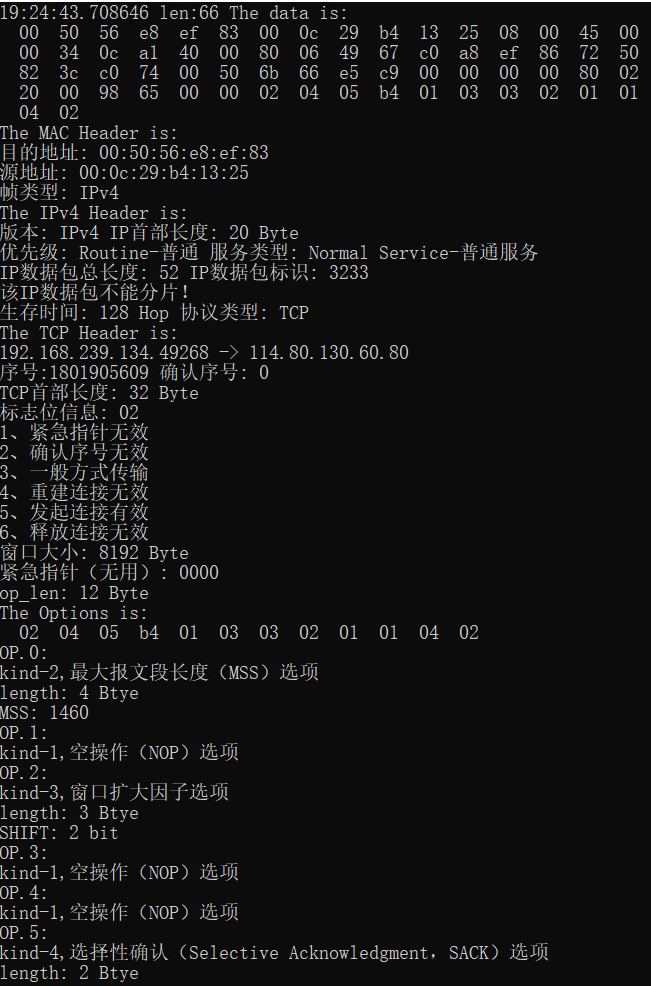 19:24:43.708646 len:66 The data is:
00 50 56 e8 ef 83 00 0c 29 b4 13 25 08 00 45 00
00 34 0c a1 40 00 80 06 49 67 c0 a8 ef 86 72 50
82 3c c0 74 00 50 6b 66 e5 c9 00 00 00 00 80 02
20 00 98 65 00 00 02 04 05 b4 01 03 03 02 01 01
04 02
The MAC Header is:
目的地址: 00:50:56:e8:ef:83
源地址: 00:0c:29:b4:13:25
帧类型: IPv4
The IPv4 Header is:
版本: IPv4 IP首部长度: 20 Byte
优先级: Routine-普通 服务类型: Normal Service-普通服务
IP数据包总长度: 52 IP数据包标识: 3233
该IP数据包不能分片!
生存时间: 128 Hop 协议类型: TCP
The TCP Header is:
192.168.239.134.49268 -> 114.80.130.60.80
序号:1801905609 确认序号: 0
TCP首部长度: 32 Byte
标志位信息: 02
1、紧急指针无效
2、确认序号无效
3、一般方式传输
4、重建连接无效
5、发起连接有效
6、释放连接无效
窗口大小: 8192 Byte
紧急指针（无用）: 0000
op_len: 12 Byte
The Options is:
02 04 05 b4 01 03 03 02 01 01 04 02
OP.0:
kind-2,最大报文段长度（MSS）选项
length: 4 Btye
MSS: 1460
OP.1:
kind-1,空操作（NOP）选项
OP.2:
kind-3,窗口扩大因子选项
length: 3 Btye
SHIFT: 2 bit
OP.3:
kind-1,空操作（NOP）选项
OP.4:
kind-1,空操作（NOP）选项
OP.5:
kind-4,选择性确认（Selective Acknowledgment，SACK）选项
length: 2 Btye